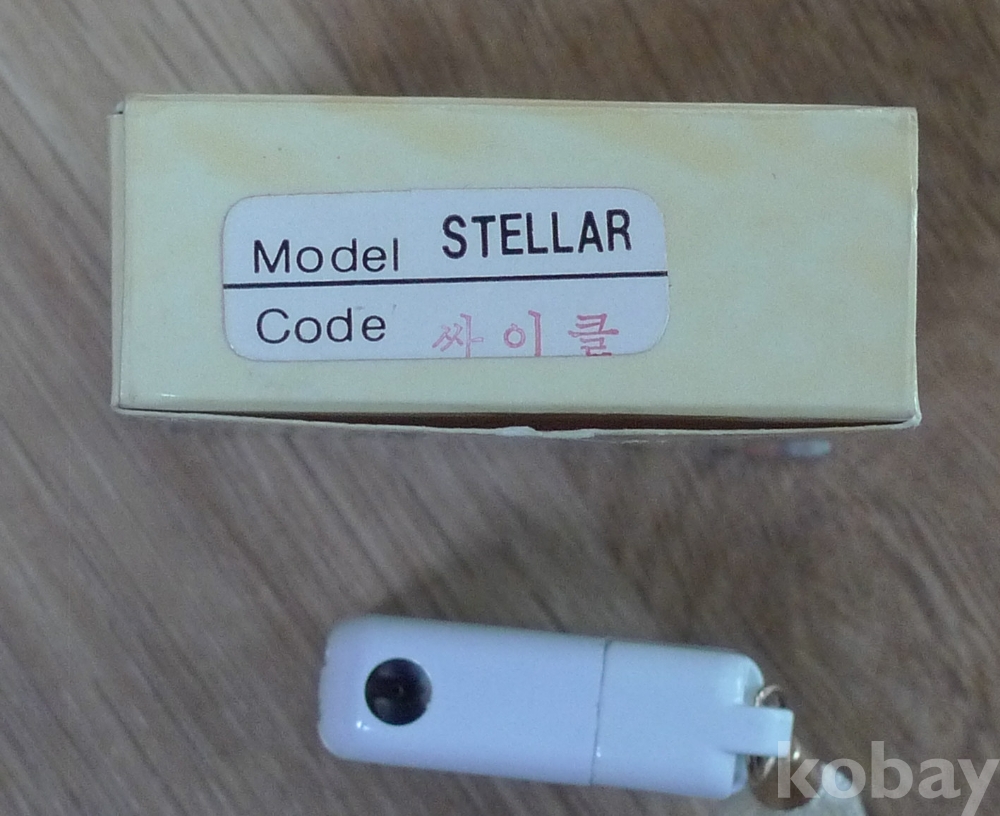 Model STELLAR
Code 싸이클
kobay